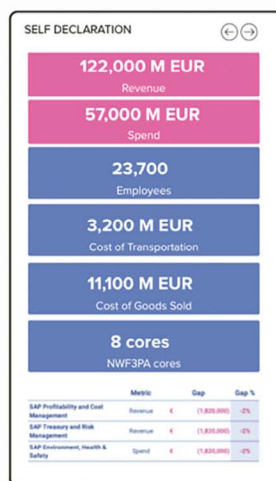 SELF DECLARATION
122,000 M EUR
Revenue
57,000 M EUR
Spend
23,700
Employees
3,200 M EUR
Cost of Transportation
11,100 M EUR
Cost of Goods Sold
8 cores
NWF3PA cores
Metric Gap Gap %
SAP Profitability and Cost
Management Revenue € (1,820,000) -2%
SAP Treasury and Risk
Management Revenue € (1,820,000) -2%
SAP Environment, Health &
Safety Spend € (1,820,000) -2%